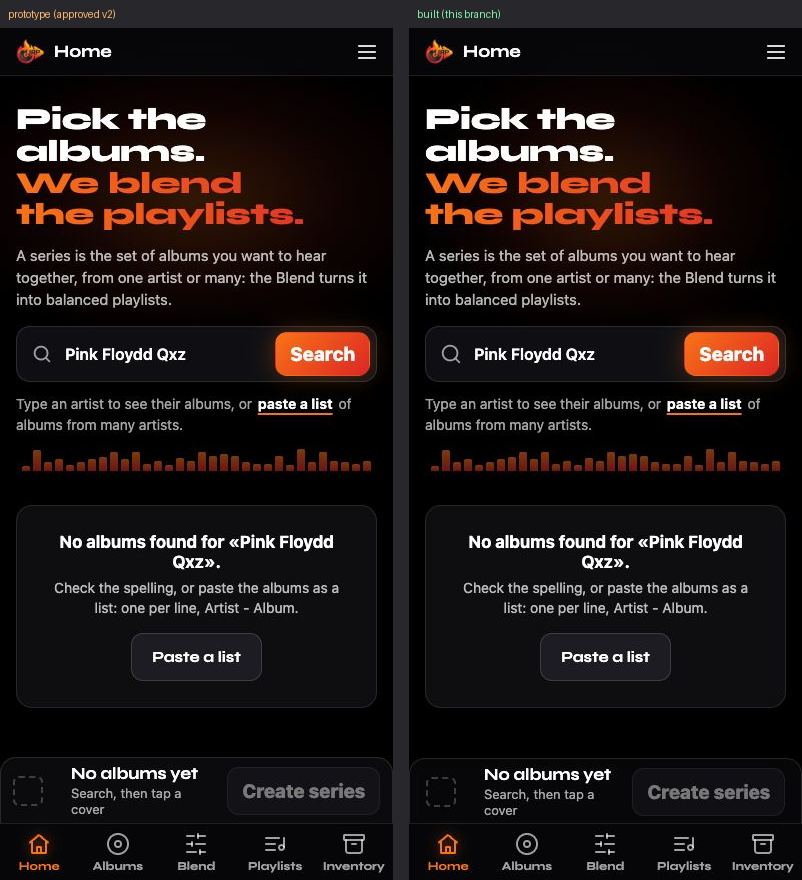 prototype (approved v2)
Home
Pick the
albums.
We blend
the playlists.
A series is the set of albums you want to hear
together, from one artist or many: the Blend turns it
into balanced playlists.
Pink Floydd Qxz
Search
Type an artist to see their albums, or paste a list of
albums from many artists.
No albums found for «Pink Floydd
Qxz».
Check the spelling, or paste the albums as a
list: one per line, Artist - Album.
Paste a list
No albums yet
Search, then tap a
cover
Create series
Home Albums Blend Playlists Inventory
built (this branch)
Home
Pick the
albums.
We blend
the playlists.
A series is the set of albums you want to hear
together, from one artist or many: the Blend turns it
into balanced playlists.
Pink Floydd Qxz
Search
Type an artist to see their albums, or paste a list of
albums from many artists.
No albums found for «Pink Floydd
Qxz».
Check the spelling, or paste the albums as a
list: one per line, Artist - Album.
Paste a list
No albums yet
Search, then tap a
cover
Create series
Home Albums Blend Playlists Inventory